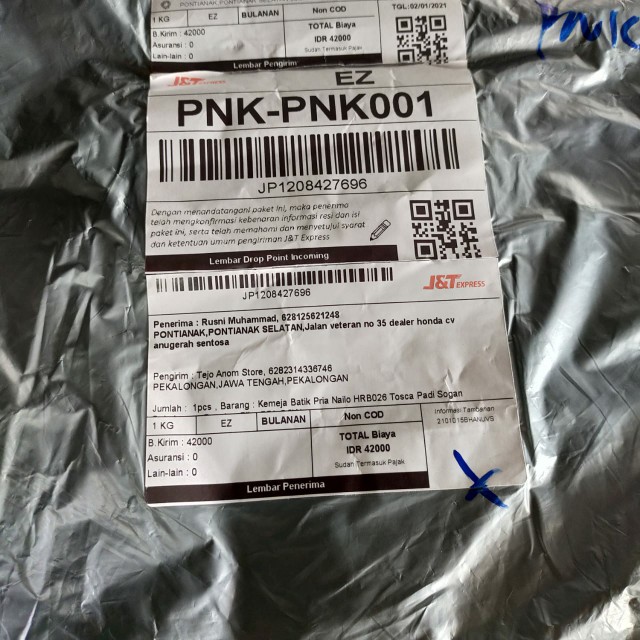 PONTIANAK, PONTIANAK SELATAN
1 KG EZ BULANAN Non COD TGL:02/01/2021
B.Kirim : 42000 TOTAL Biaya
Asuransi : 0 IDR 42000
Lain-lain : 0 Sudah Termasuk Pajak
Lembar Pengirim
J&T EXPRESS EZ
PNK-PNK001
JP1208427696
Dengan menandatangani paket ini, maka penerima
telah mengkonfirmasi kebenaran informasi resi dan isi
paket ini, serta telah memahami dan menyetujui syarat
dan ketentuan umum pengiriman J&T Express
Lembar Drop Point Incoming
JP1208427696
J&T EXPRESS
Penerima : Rusni Muhammad, 628125621248
PONTIANAK,PONTIANAK SELATAN,Jalan veteran no 35 dealer honda cv
anugerah sentosa
Pengirim : Tejo Anom Store, 6282314336746
PEKALONGAN,JAWA TENGAH,PEKALONGAN
Jumlah : 1pcs , Barang : Kemeja Batik Pria Nailo HRB026 Tosca Padi Sogan
1 KG EZ BULANAN Non COD Informasi Tambahan
B.Kirim : 42000 TOTAL Biaya 210101SBHANUVS
Asuransi : 0 IDR 42000
Lain-lain : 0 Sudah Termasuk Pajak
Lembar Penerima